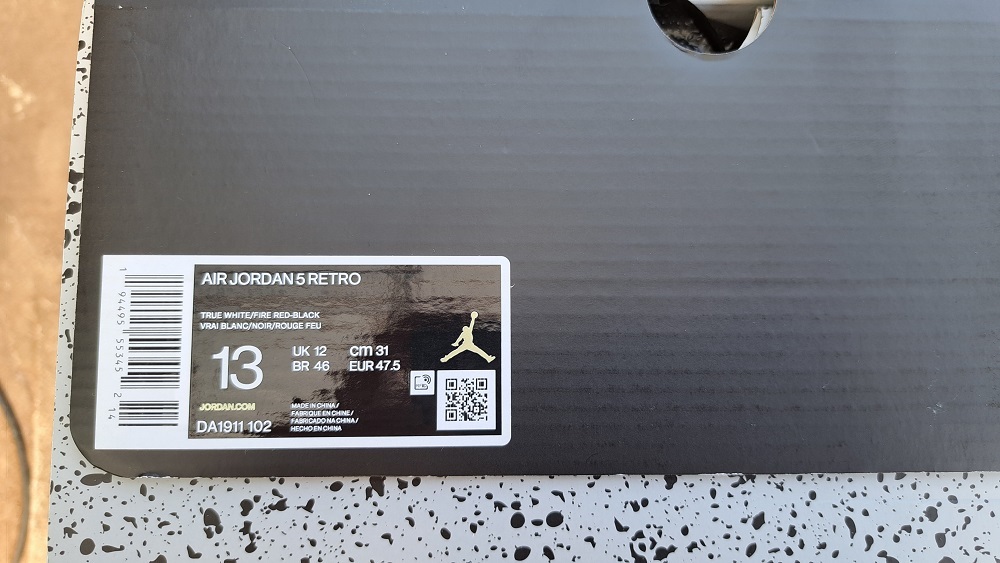 AIR JORDAN 5 RETRO
TRUE WHITE/FIRE RED-BLACK
VRAI BLANC/NOIR/ROUGE FEU
13
UK 12 cm 31
BR 46 EUR 47.5
JORDAN.COM
DA1911 102
MADE IN CHINA /
FABRIQUE EN CHINE /
FABRICADO NA CHINA /
HECHO EN CHINA
1 94495 55345 2 14